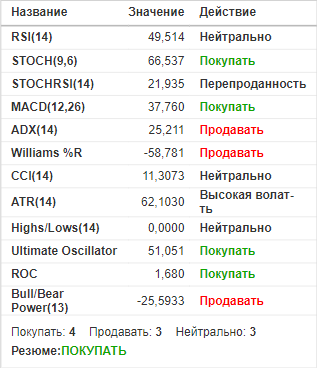 Название Значение Действие
RSI(14) 49,514 Нейтрально
STOCH(9,6) 66,537 Покупать
STOCHRSI(14) 21,935 Перепроданность
MACD(12,26) 37,760 Покупать
ADX(14) 25,211 Продавать
Williams %R -58,781 Продавать
CCI(14) 11,3073 Нейтрально
ATR(14) 62,1030 Высокая волат-
ть
Highs/Lows(14) 0,0000 Нейтрально
Ultimate Oscillator 51,051 Покупать
ROC 1,680 Покупать
Bull/Bear
Power(13) -25,5933 Продавать
Покупать: 4 Продавать: 3 Нейтрально: 3
Резюме:ПОКУПАТЬ